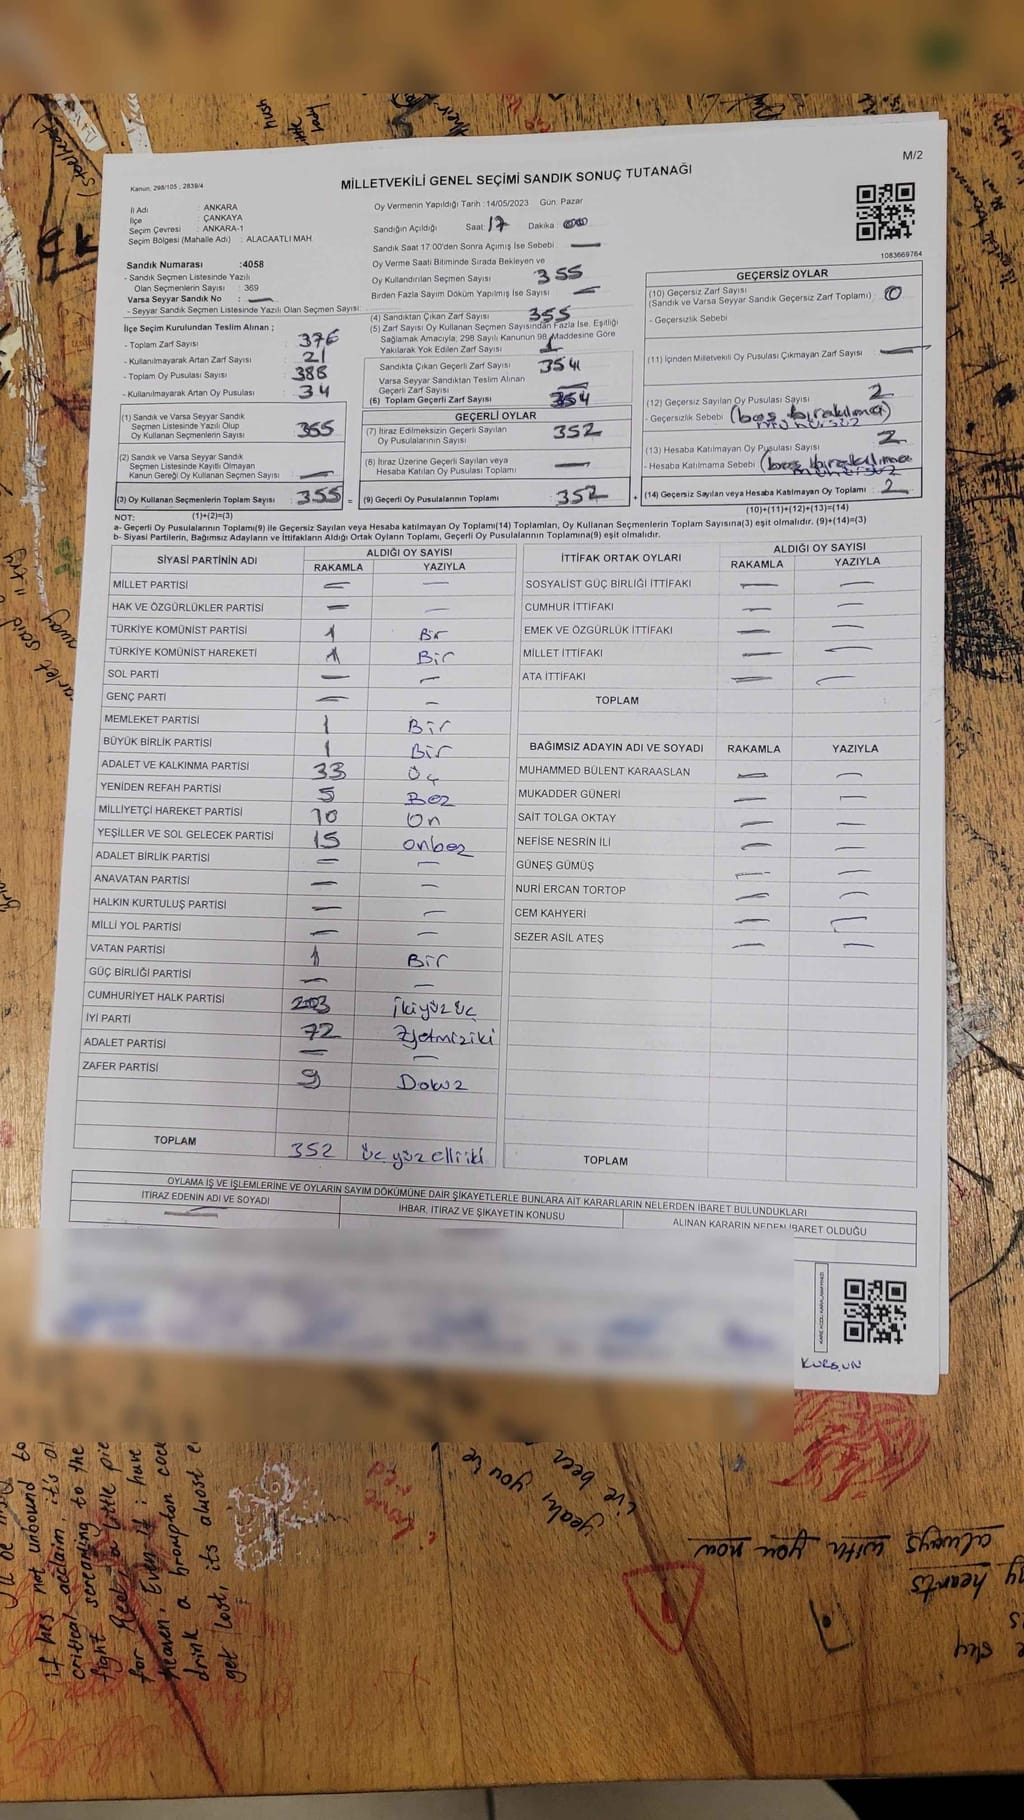 M/2
Kanun, 298/105 , 2839/4
MİLLETVEKİLİ GENEL SEÇİMİ SANDIK SONUÇ TUTANAĞI
İl Adı : ANKARA
İlçe : ÇANKAYA
Seçim Çevresi : ANKARA-1
Seçim Bölgesi (Mahalle Adı) : ALACAATLI MAH.
Sandık Numarası :4058
- Sandık Seçmen Listesinde Yazılı
Olan Seçmenlerin Sayısı : 369
Varsa Seyyar Sandık No : —
- Seyyar Sandık Seçmen Listesinde Yazılı Olan Seçmen Sayısı:
İlçe Seçim Kurulundan Teslim Alınan ;
- Toplam Zarf Sayısı : 376
- Kullanılmayarak Artan Zarf Sayısı : 21
- Toplam Oy Pusulası Sayısı : 388
- Kullanılmayarak Artan Oy Pusulası : 34
(1) Sandık ve Varsa Seyyar Sandık
Seçmen Listesinde Yazılı Olup
Oy Kullanan Seçmenlerin Sayısı : 355
(2) Sandık ve Varsa Seyyar Sandık
Seçmen Listesinde Kayıtlı Olmayan
Kanun Gereği Oy Kullanan Seçmen Sayısı : —
(3) Oy Kullanan Seçmenlerin Toplam Sayısı : 355 =
(1)+(2)=(3)
Oy Vermenin Yapıldığı Tarih : 14/05/2023 Gün: Pazar
Sandığın Açıldığı Saat: 17 Dakika :
Sandık Saat 17:00'den Sonra Açımış İse Sebebi —
Oy Verme Saati Bitiminde Sırada Bekleyen ve
Oy Kullandırılan Seçmen Sayısı : 355
Birden Fazla Sayım Döküm Yapılmış İse Sayısı : —
(4) Sandıktan Çıkan Zarf Sayısı : 355
(5) Zarf Sayısı Oy Kullanan Seçmen Sayısından Fazla İse, Eşitliği
Sağlamak Amacıyla; 298 Sayılı Kanunun 98. Maddesine Göre
Yakılarak Yok Edilen Zarf Sayısı : 1
Sandıkta Çıkan Geçerli Zarf Sayısı : 354
Varsa Seyyar Sandıktan Teslim Alınan
Geçerli Zarf Sayısı : —
(6) Toplam Geçerli Zarf Sayısı : 354
GEÇERLİ OYLAR
(7) İtiraz Edilmeksizin Geçerli Sayılan
Oy Pusulalarının Sayısı : 352
(8) İtiraz Üzerine Geçerli Sayılan veya
Hesaba Katılan Oy Pusulası Toplamı : —
(9) Geçerli Oy Pusulalarının Toplamı : 352 +
1083669764
GEÇERSİZ OYLAR
(10) Geçersiz Zarf Sayısı : 0
(Sandık ve Varsa Seyyar Sandık Geçersiz Zarf Toplamı)
- Geçersizlik Sebebi
(11) İçinden Milletvekili Oy Pusulası Çıkmayan Zarf Sayısı : —
(12) Geçersiz Sayılan Oy Pusulası Sayısı : 2
- Geçersizlik Sebebi (boş bırakılma)
mühürsüz
(13) Hesaba Katılmayan Oy Pusulası Sayısı : 2
- Hesaba Katılmama Sebebi (boş bırakılma
mühürsüz
(14) Geçersiz Sayılan veya Hesaba Katılmayan Oy Toplamı : 2
(10)+(11)+(12)+(13)=(14)
NOT:
a- Geçerli Oy Pusulalarının Toplamı(9) ile Geçersiz Sayılan veya Hesaba katılmayan Oy Toplamı(14) Toplamları, Oy Kullanan Seçmenlerin Toplam Sayısına(3) eşit olmalıdır. (9)+(14)=(3)
b- Siyasi Partilerin, Bağımsız Adayların ve İttifakların Aldığı Ortak Oyların Toplamı, Geçerli Oy Pusulalarının Toplamına(9) eşit olmalıdır.
SİYASİ PARTİNİN ADI ALDIĞI OY SAYISI
RAKAMLA YAZIYLA
MİLLET PARTİSİ — —
HAK VE ÖZGÜRLÜKLER PARTİSİ — —
TÜRKİYE KOMÜNİST PARTİSİ 1 Bir
TÜRKİYE KOMÜNİST HAREKETİ 1 Bir
SOL PARTİ — —
GENÇ PARTİ — —
MEMLEKET PARTİSİ 1 Bir
BÜYÜK BİRLİK PARTİSİ 1 Bir
ADALET VE KALKINMA PARTİSİ 33 Üç
YENİDEN REFAH PARTİSİ 5 Beş
MİLLİYETÇİ HAREKET PARTİSİ 10 On
YEŞİLLER VE SOL GELECEK PARTİSİ 15 onbeş
ADALET BİRLİK PARTİSİ — —
ANAVATAN PARTİSİ — —
HALKIN KURTULUŞ PARTİSİ — —
MİLLİ YOL PARTİSİ — —
VATAN PARTİSİ 1 Bir
GÜÇ BİRLİĞİ PARTİSİ — —
CUMHURİYET HALK PARTİSİ 203 İkiyüz üç
İYİ PARTİ 72 Yetmişiki
ADALET PARTİSİ — —
ZAFER PARTİSİ 9 Dokuz
TOPLAM 352 Üçyüz elliiki
İTTİFAK ORTAK OYLARI ALDIĞI OY SAYISI
RAKAMLA YAZIYLA
SOSYALİST GÜÇ BİRLİĞİ İTTİFAKI — —
CUMHUR İTTİFAKI — —
EMEK VE ÖZGÜRLÜK İTTİFAKI — —
MİLLET İTTİFAKI — —
ATA İTTİFAKI — —
TOPLAM
BAĞIMSIZ ADAYIN ADI VE SOYADI RAKAMLA YAZIYLA
MUHAMMED BÜLENT KARAASLAN — —
MUKADDER GÜNERİ — —
SAİT TOLGA OKTAY — —
NEFİSE NESRİN İLİ — —
GÜNEŞ GÜMÜŞ — —
NURİ ERCAN TORTOP — —
CEM KAHYERİ — —
SEZER ASİL ATEŞ — —
TOPLAM
OYLAMA İŞ VE İŞLEMLERİNE VE OYLARIN SAYIM DÖKÜMÜNE DAİR ŞİKAYETLERLE BUNLARA AİT KARARLARIN NELERDEN İBARET BULUNDUKLARI
İTİRAZ EDENİN ADI VE SOYADI İHBAR, İTİRAZ VE ŞİKAYETİN KONUSU ALINAN KARARIN NEDEN İBARET OLDUĞU
KURŞUN
if hes not unbound to
critical acclaim, it's al
fight screaming to the
for a little pie
heaven. Even if i have
drink a brompton cock
get lost, its almost
yeah, you've
i've been
always with you now
my hearts
sky